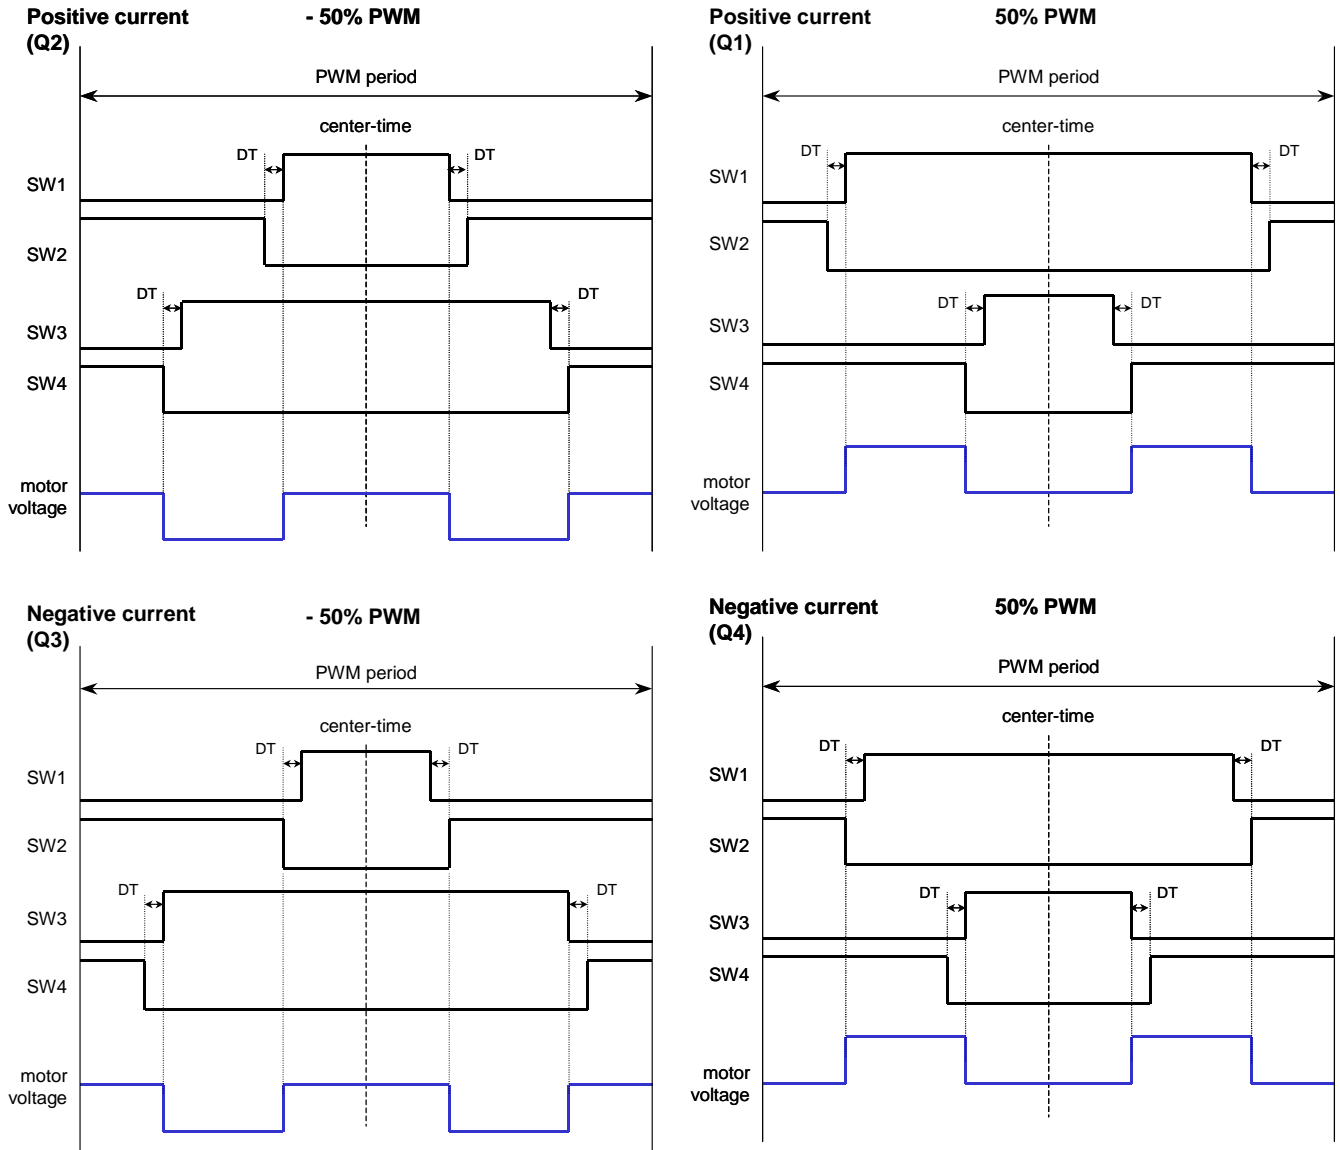 Positive current
(Q2)
- 50% PWM
PWM period
center-time
DT
DT
SW1
SW2
DT
DT
SW3
SW4
motor
voltage
Positive current
(Q1)
50% PWM
PWM period
center-time
DT
DT
SW1
SW2
DT
DT
SW3
SW4
motor
voltage
Negative current
(Q3)
- 50% PWM
PWM period
center-time
DT
DT
SW1
SW2
DT
DT
SW3
SW4
motor
voltage
Negative current
(Q4)
50% PWM
PWM period
center-time
DT
DT
SW1
SW2
DT
DT
SW3
SW4
motor
voltage